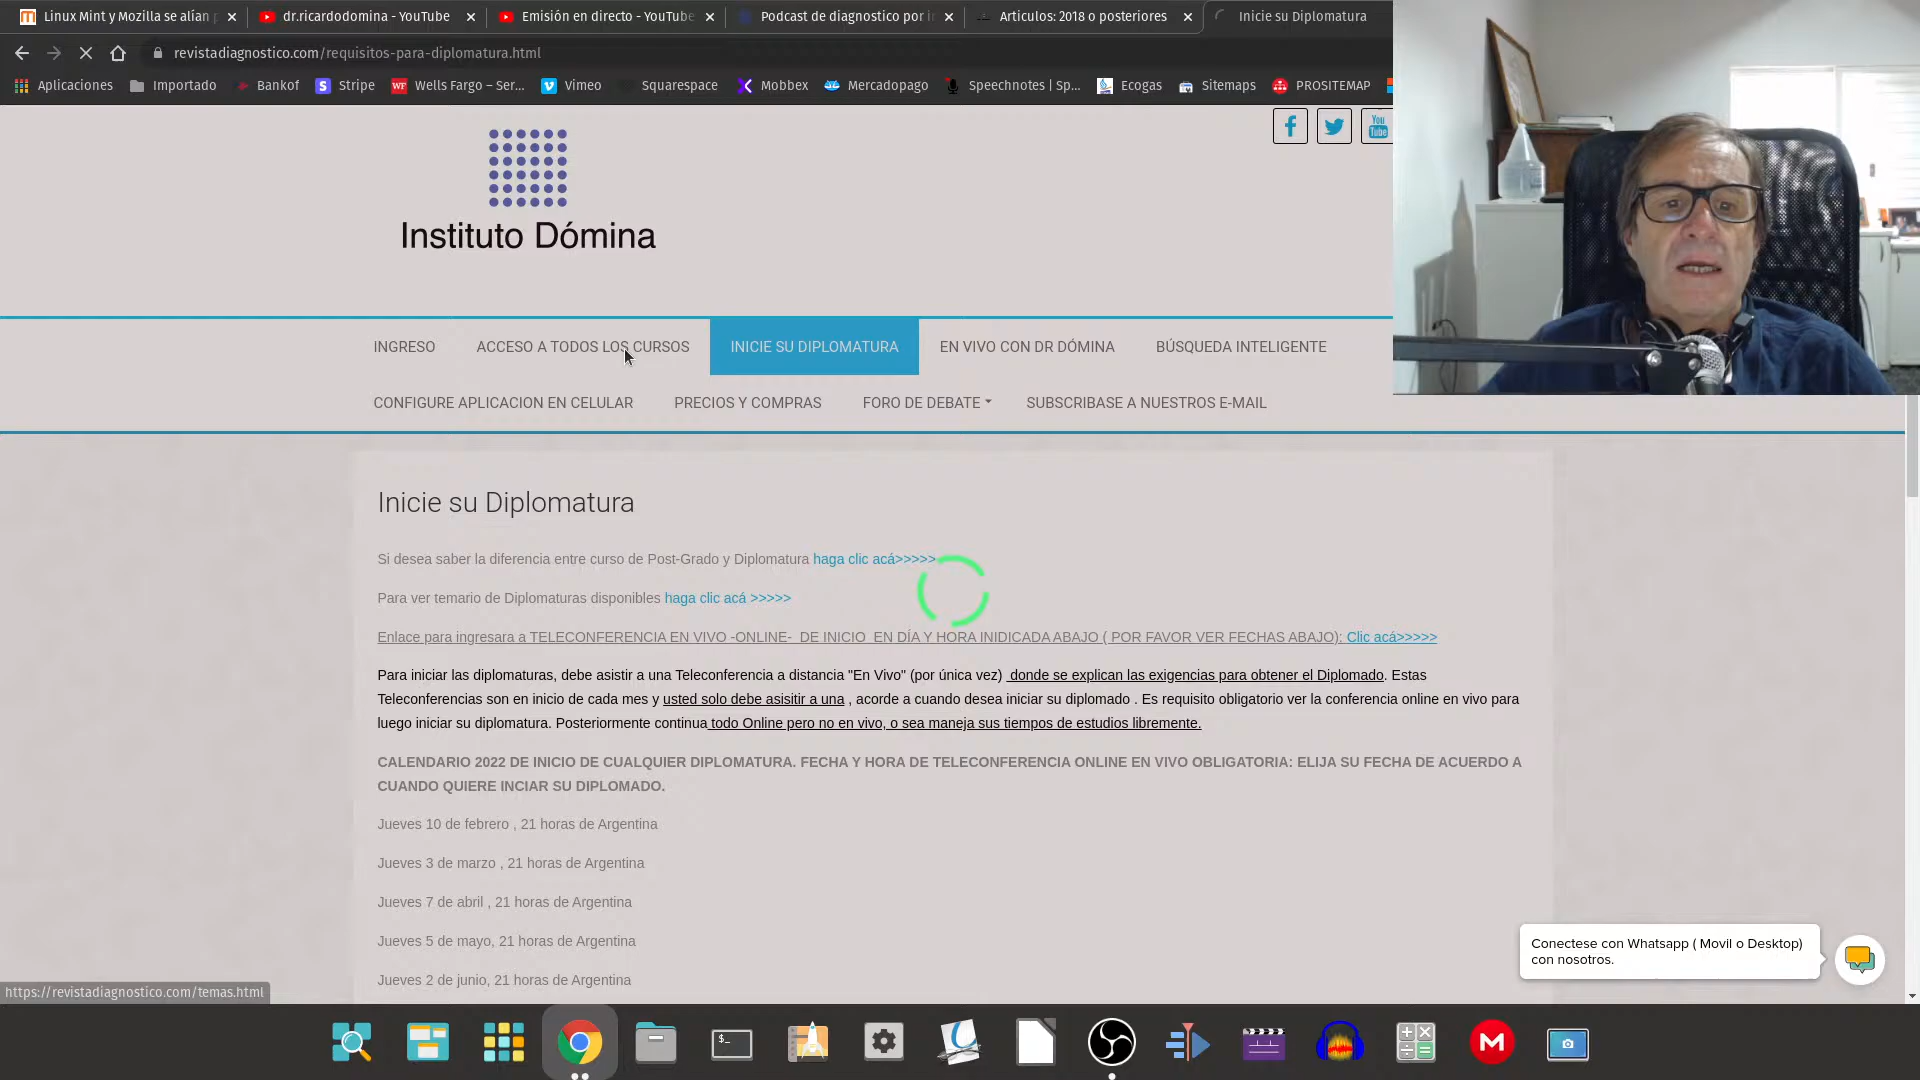 Linux Mint y Mozilla se alían
dr.ricardodomina - YouTube
Emisión en directo - YouTube
Podcast de diagnostico por i
Articulos: 2018 o posteriores
Inicie su Diplomatura
revistadiagnostico.com/requisitos-para-diplomatura.html
Aplicaciones
Importado
Bankof
Stripe
Wells Fargo – Ser...
Vimeo
Squarespace
Mobbex
Mercadopago
Speechnotes | Sp...
Ecogas
Sitemaps
PROSITEMAP
Instituto Dómina
You
Tube
INGRESO
ACCESO A TODOS LOS CURSOS
INICIE SU DIPLOMATURA
EN VIVO CON DR DÓMINA
BÚSQUEDA INTELIGENTE
CONFIGURE APLICACION EN CELULAR
PRECIOS Y COMPRAS
FORO DE DEBATE
SUBSCRIBASE A NUESTROS E-MAIL
Inicie su Diplomatura
Si desea saber la diferencia entre curso de Post-Grado y Diplomatura haga clic acá>>>>>
Para ver temario de Diplomaturas disponibles haga clic acá >>>>>
Enlace para ingresara a TELECONFERENCIA EN VIVO -ONLINE- DE INICIO EN DÍA Y HORA INIDICADA ABAJO ( POR FAVOR VER FECHAS ABAJO): Clic acá>>>>>
Para iniciar las diplomaturas, debe asistir a una Teleconferencia a distancia "En Vivo" (por única vez) donde se explican las exigencias para obtener el Diplomado. Estas
Teleconferencias son en inicio de cada mes y usted solo debe asisitir a una , acorde a cuando desea iniciar su diplomado . Es requisito obligatorio ver la conferencia online en vivo para
luego iniciar su diplomatura. Posteriormente continua todo Online pero no en vivo, o sea maneja sus tiempos de estudios libremente.
CALENDARIO 2022 DE INICIO DE CUALQUIER DIPLOMATURA. FECHA Y HORA DE TELECONFERENCIA ONLINE EN VIVO OBLIGATORIA: ELIJA SU FECHA DE ACUERDO A
CUANDO QUIERE INCIAR SU DIPLOMADO.
Jueves 10 de febrero , 21 horas de Argentina
Jueves 3 de marzo , 21 horas de Argentina
Jueves 7 de abril , 21 horas de Argentina
Jueves 5 de mayo, 21 horas de Argentina
Jueves 2 de junio, 21 horas de Argentina
Conectese con Whatsapp ( Movil o Desktop)
con nosotros.
https://revistadiagnostico.com/temas.html